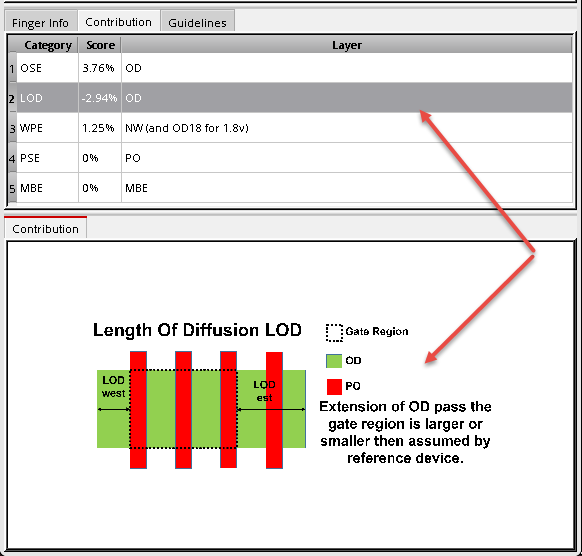 Finger Info Contribution Guidelines
Category Score Layer
1 OSE 3.76% OD
2 LOD -2.94% OD
3 WPE 1.25% NW (and OD18 for 1.8v)
4 PSE 0% PO
5 MBE 0% MBE
Contribution
Length Of Diffusion LOD
Gate Region
OD
PO
LOD
west
LOD
est
Extension of OD pass the
gate region is larger or
smaller then assumed by
reference device.